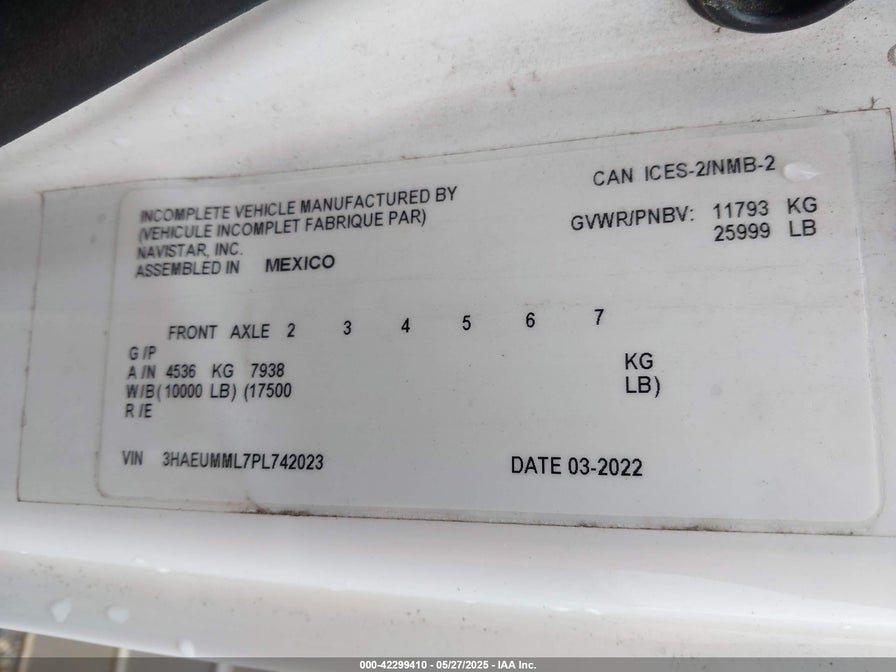 CAN ICES-2/NMB-2
INCOMPLETE VEHICLE MANUFACTURED BY
(VEHICULE INCOMPLET FABRIQUE PAR)
NAVISTAR, INC.
ASSEMBLED IN MEXICO
GVWR/PNBV: 11793 KG
25999 LB
FRONT AXLE 2 3 4 5 6 7
G/P
A/N 4536 KG 7938 KG
W/B (10000 LB) (17500 LB)
R/E
VIN 3HAEUMML7PL742023
DATE 03-2022
000-42299410 - 05/27/2025 - IAA Inc.